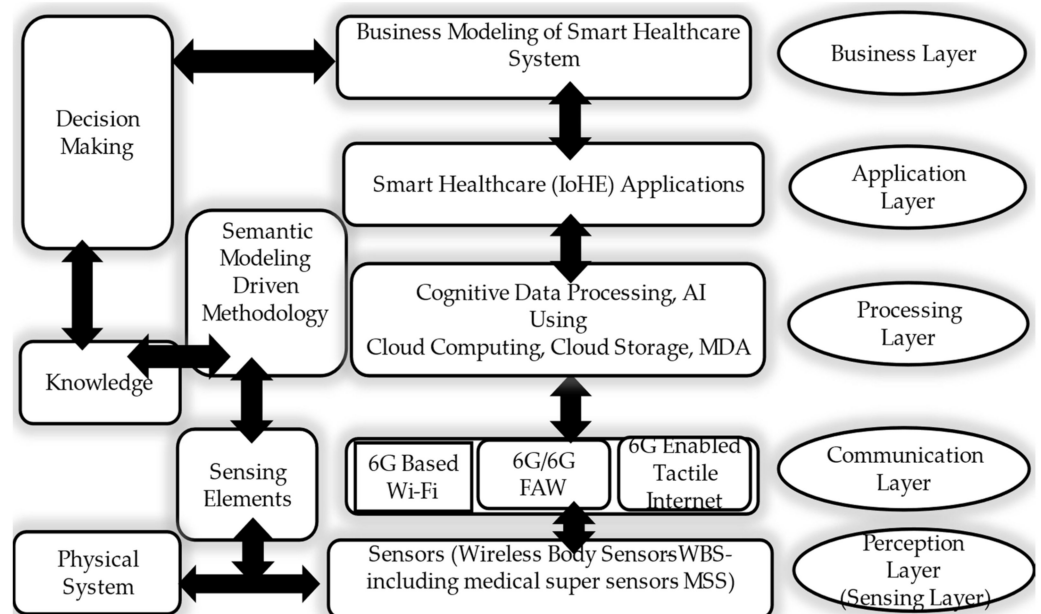 Decision
Making
Business Modeling of Smart Healthcare
System
Business Layer
Smart Healthcare (IoHE) Applications
Application
Layer
Semantic
Modeling
Driven
Methodology
Cognitive Data Processing, AI
Using
Cloud Computing, Cloud Storage, MDA
Processing
Layer
Knowledge
Sensing
Elements
6G Based
Wi-Fi
6G/6G
FAW
6G Enabled
Tactile
Internet
Communication
Layer
Physical
System
Sensors (Wireless Body SensorsWBS-
including medical super sensors MSS)
Perception
Layer
(Sensing Layer)